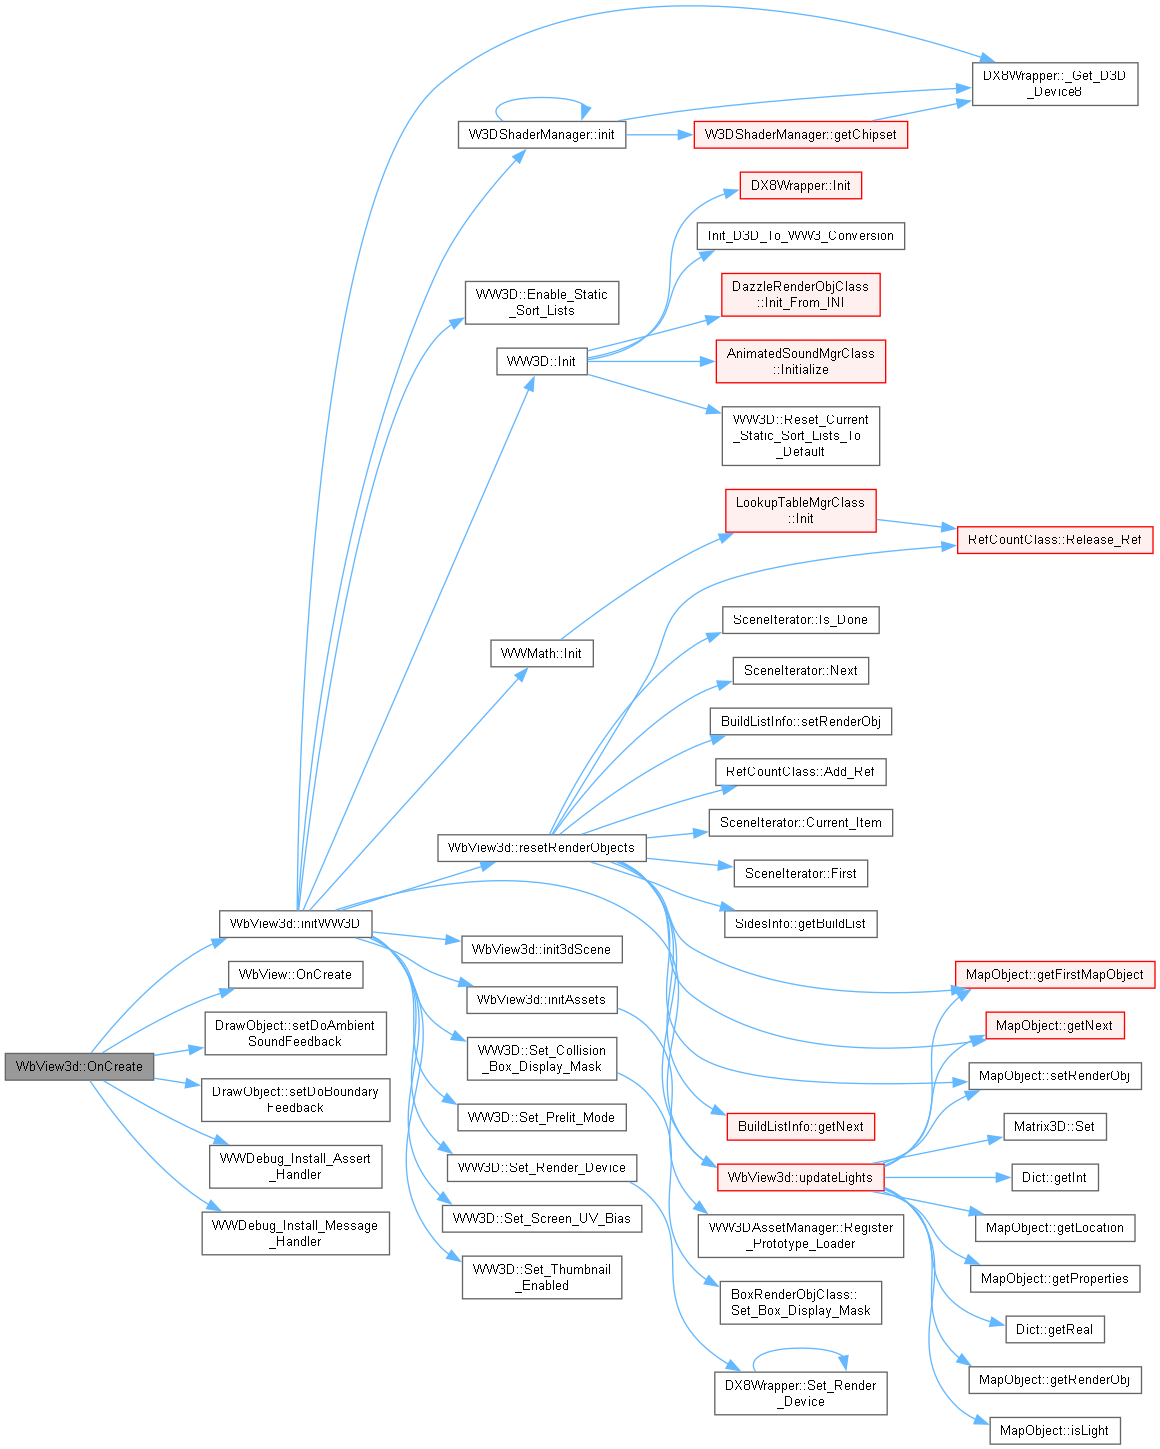 DX8Wrapper::_Get_D3D
_Device8
W3DShaderManager::init
W3DShaderManager::getChipset
DX8Wrapper::Init
Init_D3D_To_WW3_Conversion
WW3D::Enable_Static
_Sort_Lists
DazzleRenderObjClass
::Init_From_INI
WW3D::Init
AnimatedSoundMgrClass
::Initialize
WW3D::Reset_Current
_Static_Sort_Lists_To
_Default
LookupTableMgrClass
::Init
RefCountClass::Release_Ref
SceneIterator::Is_Done
WWMath::Init
SceneIterator::Next
BuildListInfo::setRenderObj
RefCountClass::Add_Ref
SceneIterator::Current_Item
WbView3d::resetRenderObjects
SceneIterator::First
SidesInfo::getBuildList
WbView3d::initWW3D
WbView3d::init3dScene
WbView::OnCreate
MapObject::getFirstMapObject
WbView3d::initAssets
DrawObject::setDoAmbient
SoundFeedback
MapObject::getNext
WW3D::Set_Collision
_Box_Display_Mask
WbView3d::OnCreate
MapObject::setRenderObj
DrawObject::setDoBoundary
Feedback
WW3D::Set_Prelit_Mode
BuildListInfo::getNext
Matrix3D::Set
WWDebug_Install_Assert
_Handler
WW3D::Set_Render_Device
WbView3d::updateLights
Dict::getInt
WWDebug_Install_Message
_Handler
WW3D::Set_Screen_UV_Bias
WW3DAssetManager::Register
_Prototype_Loader
MapObject::getLocation
WW3D::Set_Thumbnail
_Enabled
MapObject::getProperties
BoxRenderObjClass::
Set_Box_Display_Mask
Dict::getReal
DX8Wrapper::Set_Render
_Device
MapObject::getRenderObj
MapObject::isLight